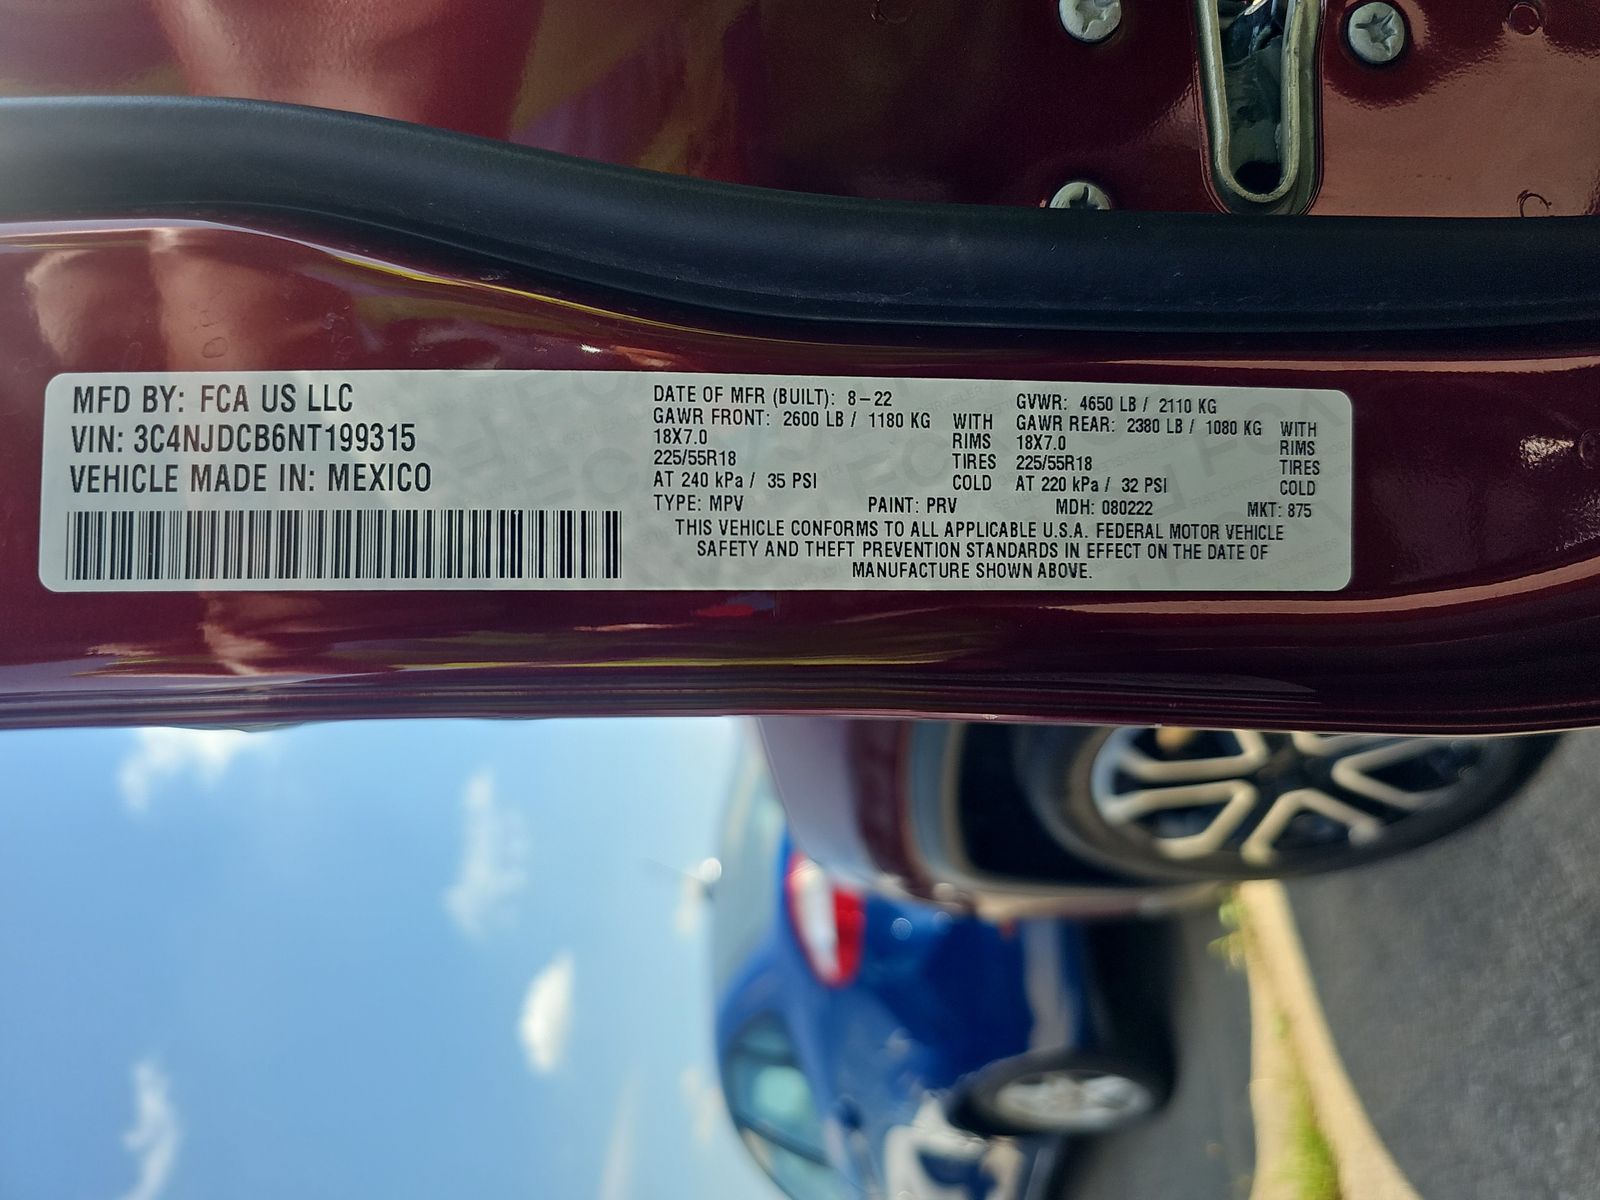 MFD BY: FCA US LLC
VIN: 3C4NJDCB6NT199315
VEHICLE MADE IN: MEXICO
DATE OF MFR (BUILT): 8-22
GAWR FRONT: 2600 LB / 1180 KG WITH
18X7.0 RIMS
225/55R18 TIRES
AT 240 kPa / 35 PSI COLD
GVWR: 4650 LB / 2110 KG
GAWR REAR: 2380 LB / 1080 KG WITH
18X7.0 RIMS
225/55R18 TIRES
AT 220 kPa / 32 PSI COLD
TYPE: MPV PAINT: PRV MDH: 080222 MKT: 875
THIS VEHICLE CONFORMS TO ALL APPLICABLE U.S.A. FEDERAL MOTOR VEHICLE
SAFETY AND THEFT PREVENTION STANDARDS IN EFFECT ON THE DATE OF
MANUFACTURE SHOWN ABOVE.